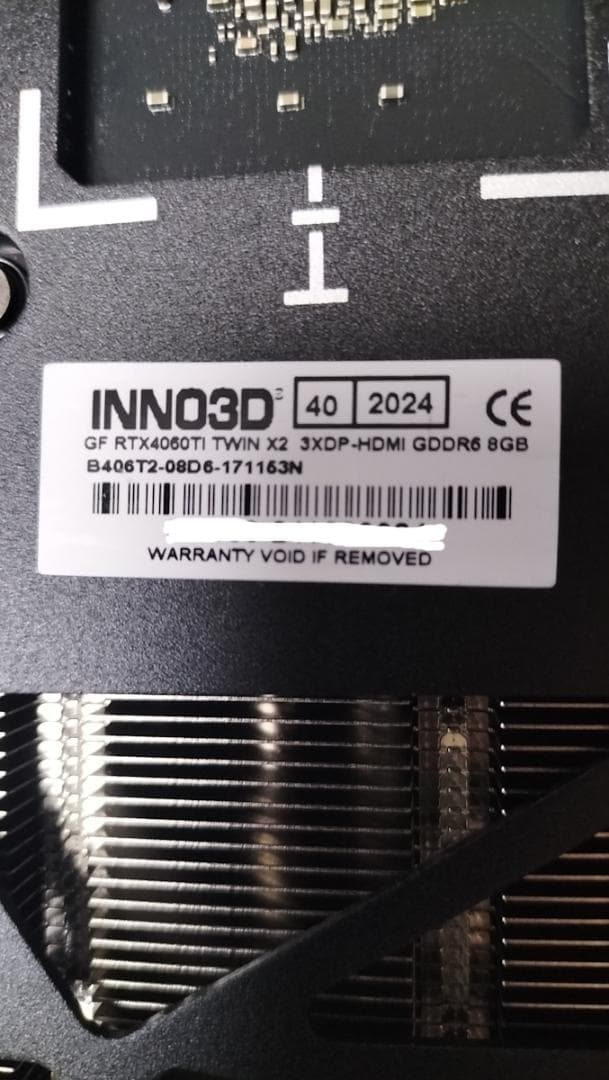 INNO3D® 40 2024 CE
GF RTX4060TI TWIN X2 3XDP-HDMI GDDR6 8GB
B406T2-08D6-171153N
WARRANTY VOID IF REMOVED